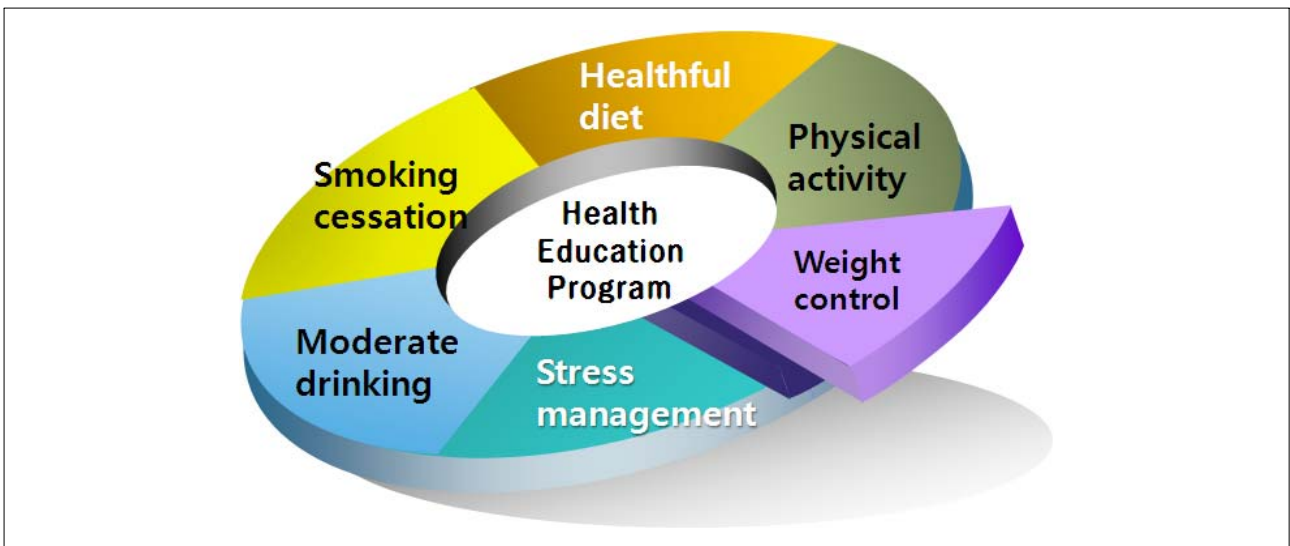 Healthful
diet
Physical
activity
Smoking
cessation
Health
Education
Program
Weight
control
Moderate
drinking
Stress
management